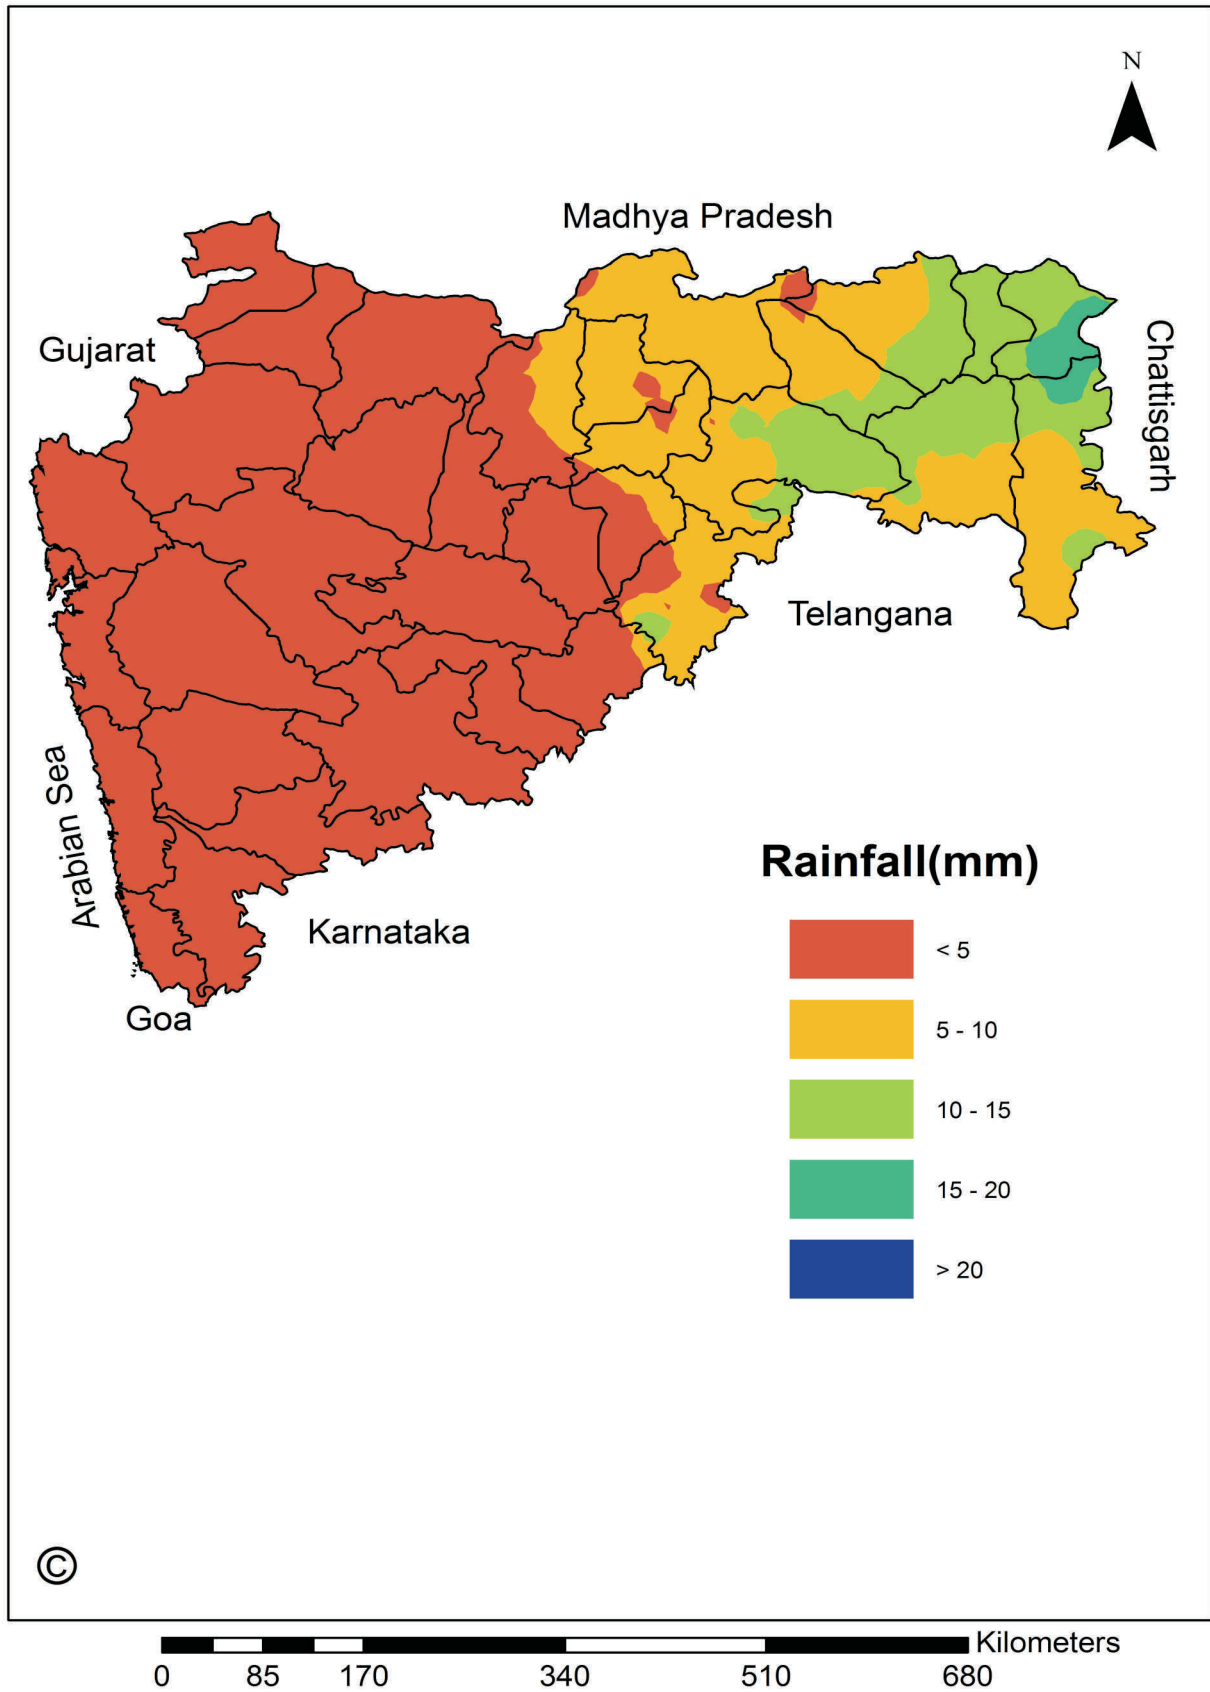 N
Madhya Pradesh
Gujarat
Chattisgarh
Telangana
Arabian Sea
Karnataka
Goa
Rainfall(mm)
< 5
5 - 10
10 - 15
15 - 20
> 20
©
Kilometers
0 85 170 340 510 680